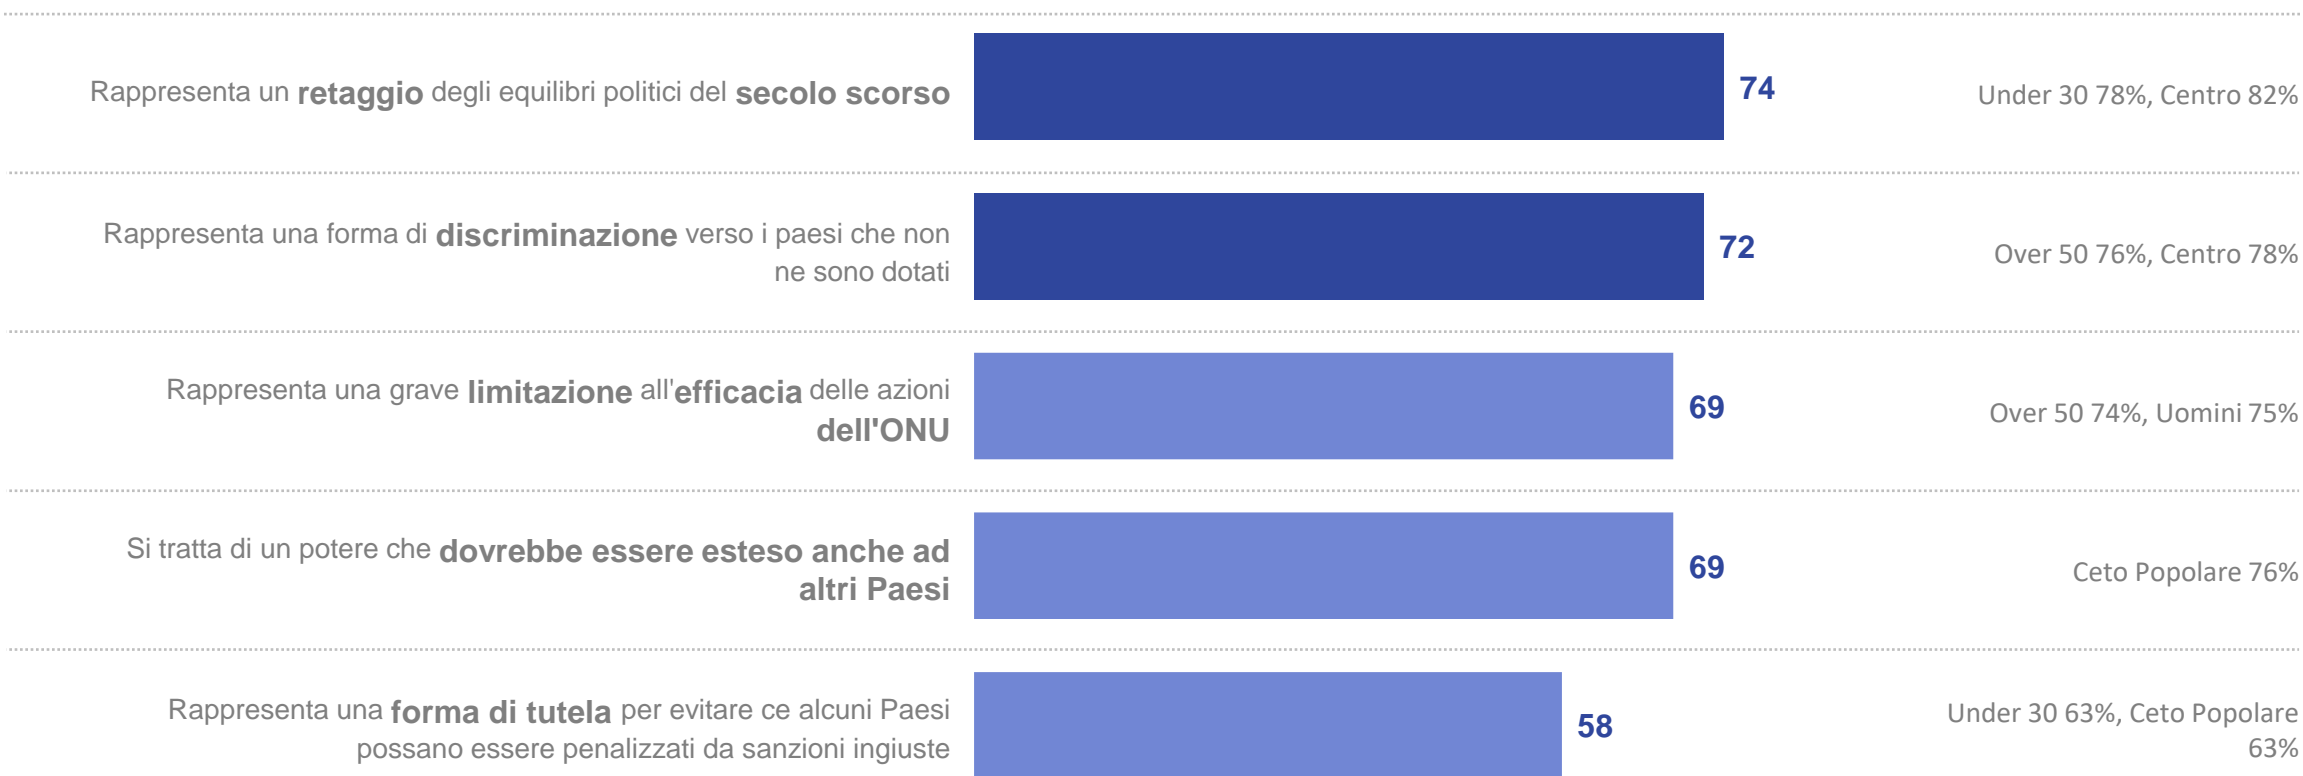 Rappresenta un retaggio degli equilibri politici del secolo scorso
74
Under 30 78%, Centro 82%
Rappresenta una forma di discriminazione verso i paesi che non
ne sono dotati
72
Over 50 76%, Centro 78%
Rappresenta una grave limitazione all'efficacia delle azioni
dell'ONU
69
Over 50 74%, Uomini 75%
Si tratta di un potere che dovrebbe essere esteso anche ad
altri Paesi
69
Ceto Popolare 76%
Rappresenta una forma di tutela per evitare ce alcuni Paesi
possano essere penalizzati da sanzioni ingiuste
58
Under 30 63%, Ceto Popolare
63%